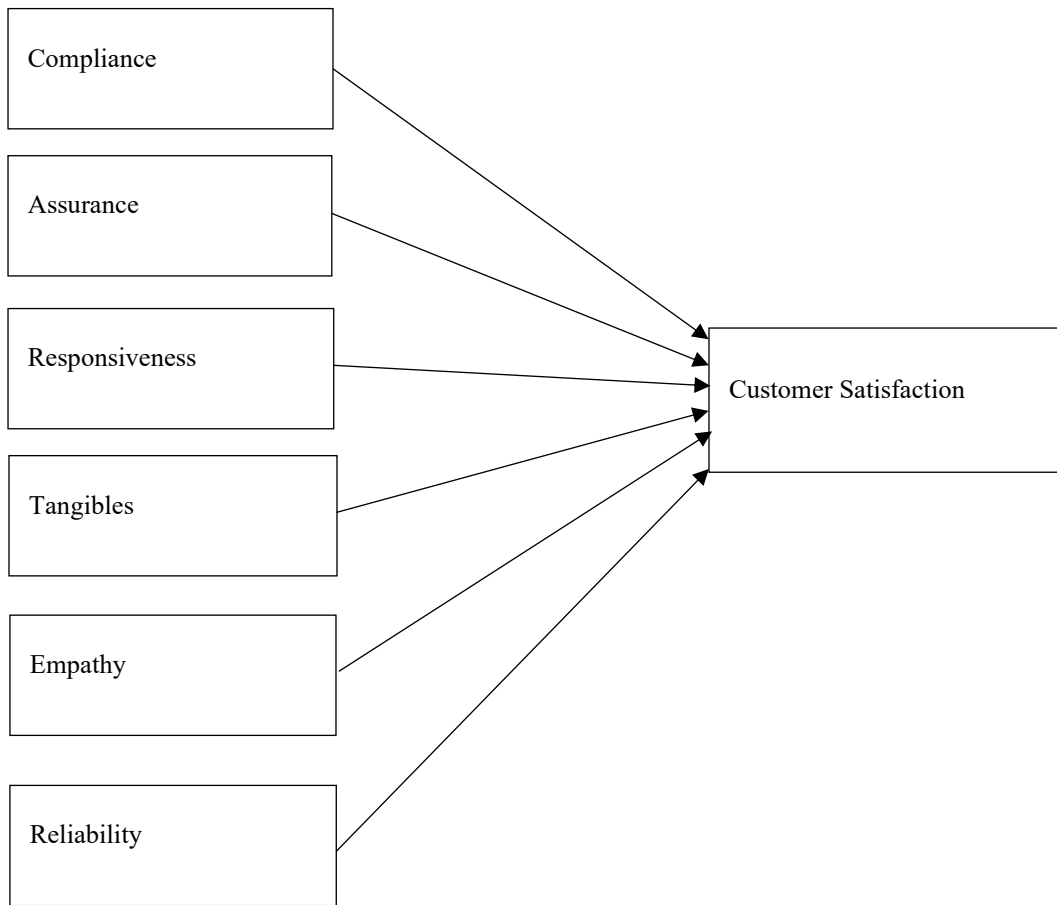 Compliance
Assurance
Responsiveness
Customer Satisfaction
Tangibles
Empathy
Reliability